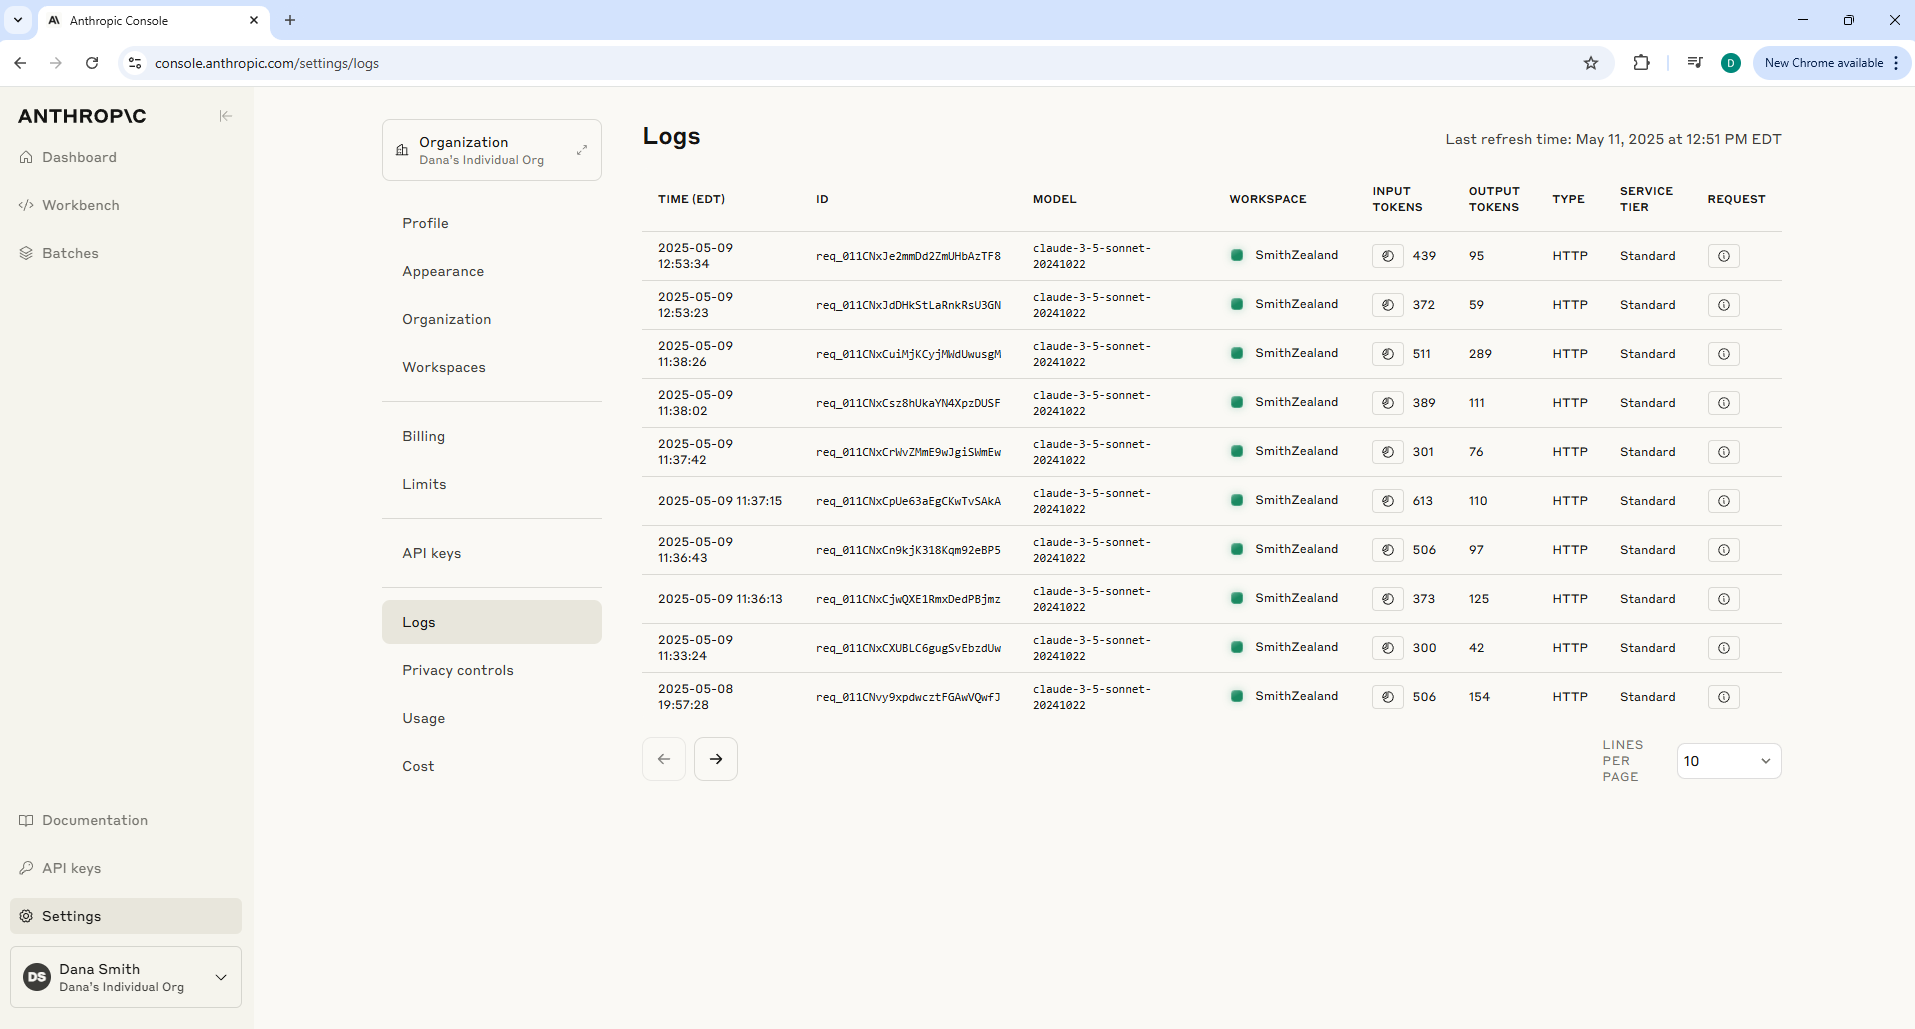 Anthropic Console
console.anthropic.com/settings/logs
D
New Chrome available
ANTHROP\C
Dashboard
Workbench
Batches
Documentation
API keys
Settings
DS
Dana Smith
Dana's Individual Org
Organization
Dana's Individual Org
Profile
Appearance
Organization
Workspaces
Billing
Limits
API keys
Logs
Privacy controls
Usage
Cost
Logs
Last refresh time: May 11, 2025 at 12:51 PM EDT
TIME (EDT) ID MODEL WORKSPACE INPUT TOKENS OUTPUT TOKENS TYPE SERVICE TIER REQUEST
2025-05-09 12:53:34 req_011CNxJe2mmDd2ZmUHbAzTF8 claude-3-5-sonnet-20241022 SmithZealand 439 95 HTTP Standard
2025-05-09 12:53:23 req_011CNxJdDHkStLaRnkRsU3GN claude-3-5-sonnet-20241022 SmithZealand 372 59 HTTP Standard
2025-05-09 11:38:26 req_011CNxCuiMjKCyjMWdUwusgM claude-3-5-sonnet-20241022 SmithZealand 511 289 HTTP Standard
2025-05-09 11:38:02 req_011CNxCsz8hUkaYN4XpzDUSF claude-3-5-sonnet-20241022 SmithZealand 389 111 HTTP Standard
2025-05-09 11:37:42 req_011CNxCrWvZMmE9wJgiSWmEw claude-3-5-sonnet-20241022 SmithZealand 301 76 HTTP Standard
2025-05-09 11:37:15 req_011CNxCpUe63aEgCKwTvSAkA claude-3-5-sonnet-20241022 SmithZealand 613 110 HTTP Standard
2025-05-09 11:36:43 req_011CNxCn9kjK318Kqm92eBP5 claude-3-5-sonnet-20241022 SmithZealand 506 97 HTTP Standard
2025-05-09 11:36:13 req_011CNxCjwQXE1RmxDedPBjmz claude-3-5-sonnet-20241022 SmithZealand 373 125 HTTP Standard
2025-05-09 11:33:24 req_011CNxCXUBLC6gugSvEbzdUw claude-3-5-sonnet-20241022 SmithZealand 300 42 HTTP Standard
2025-05-08 19:57:28 req_011CNvy9xpdwcztFGAwVQwfJ claude-3-5-sonnet-20241022 SmithZealand 506 154 HTTP Standard
LINES PER PAGE 10